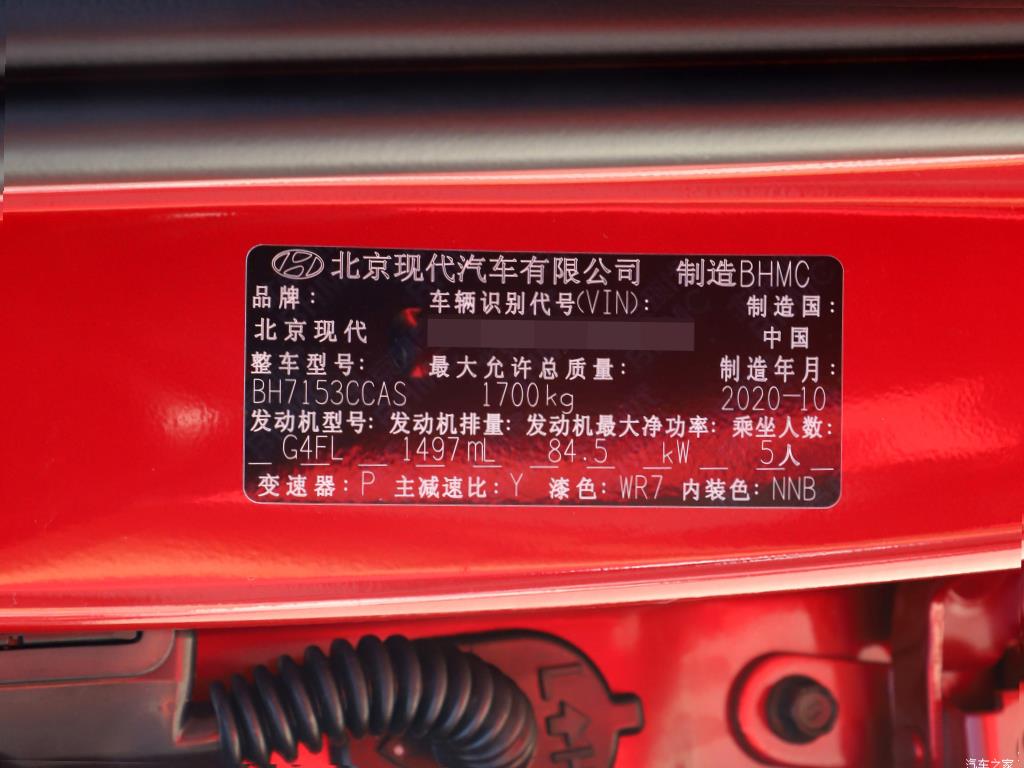 北京现代汽车有限公司 制造BHMC
品牌: 车辆识别代号(VIN): 制造国:
北京现代 中国
整车型号: 最大允许总质量: 制造年月:
BH7153CCAS 1700kg 2020-10
发动机型号: 发动机排量: 发动机最大净功率: 乘坐人数:
G4FL 1497mL 84.5 kW 5人
变速器: P 主减速比: Y 漆色: WR7 内装色: NNB
L
汽车之家